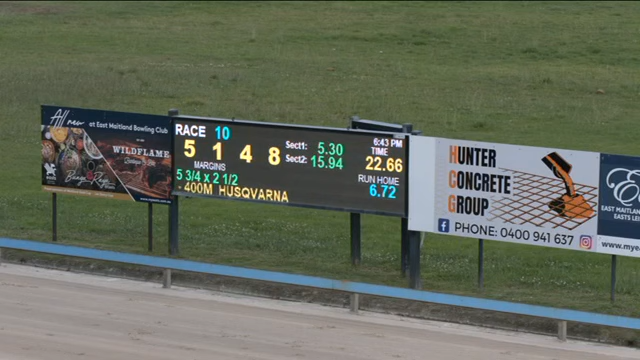 All new
at East Maitland Bowling Club
WILDFLAME
RACE 10
5 1 4 8
MARGINS
5 3/4 x 2 1/2
- 400M HUSQVARNA
Sect1: 5.30
Sect2: 15.94
6:43 PM
TIME
22.66
RUN HOME
6.72
HUNTER
CONCRETE
GROUP
HCG
PHONE: 0400 941 637
EAST MAITLAND